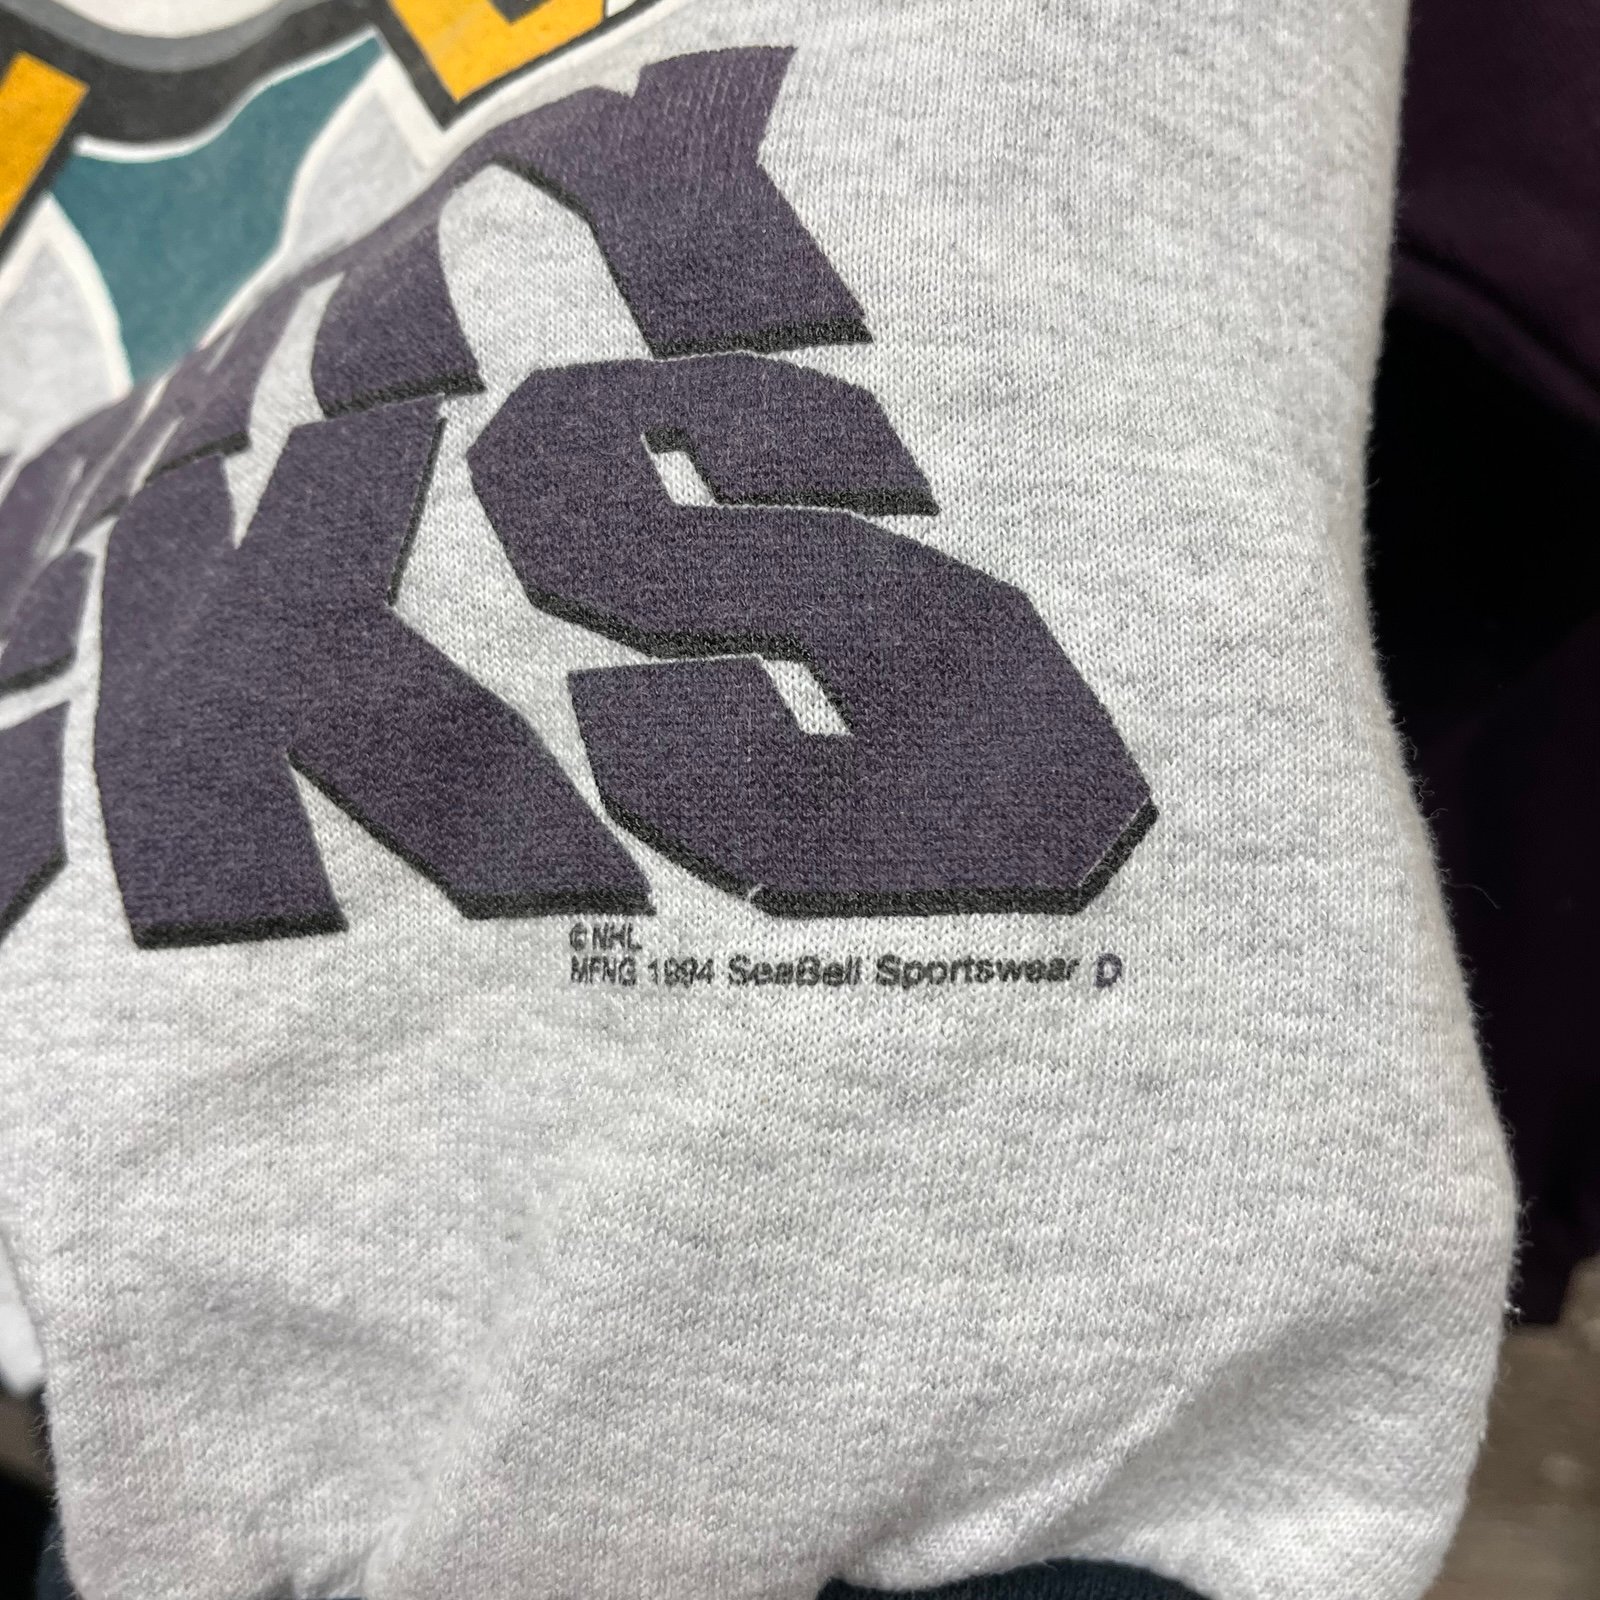 Y
KS
© NHL
MFNG 1994 SeaBell Sportswear D